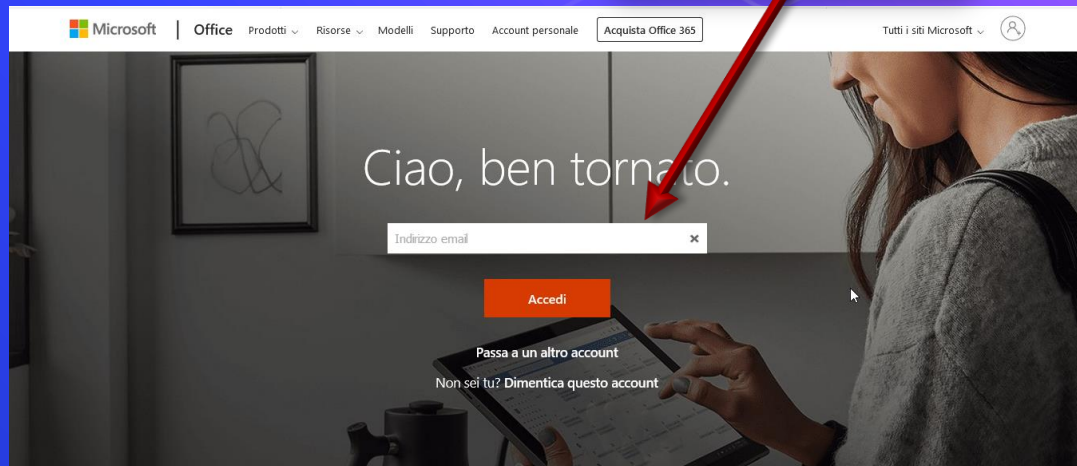 Microsoft Office Prodotti Risorse Modelli Supporto Account personale Acquista Office 365 Tutti i siti Microsoft
Ciao, ben tornato.
Indirizzo email
Accedi
Passa a un altro account
Non sei tu? Dimentica questo account